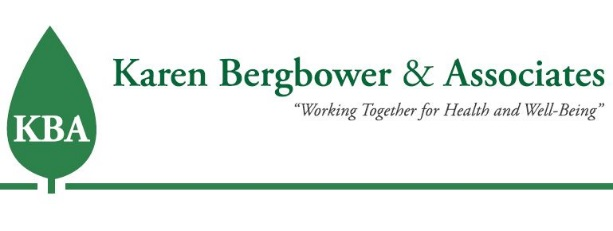 Karen Bergbower & Associates
“Working Together for Health and Well-Being”
KBA